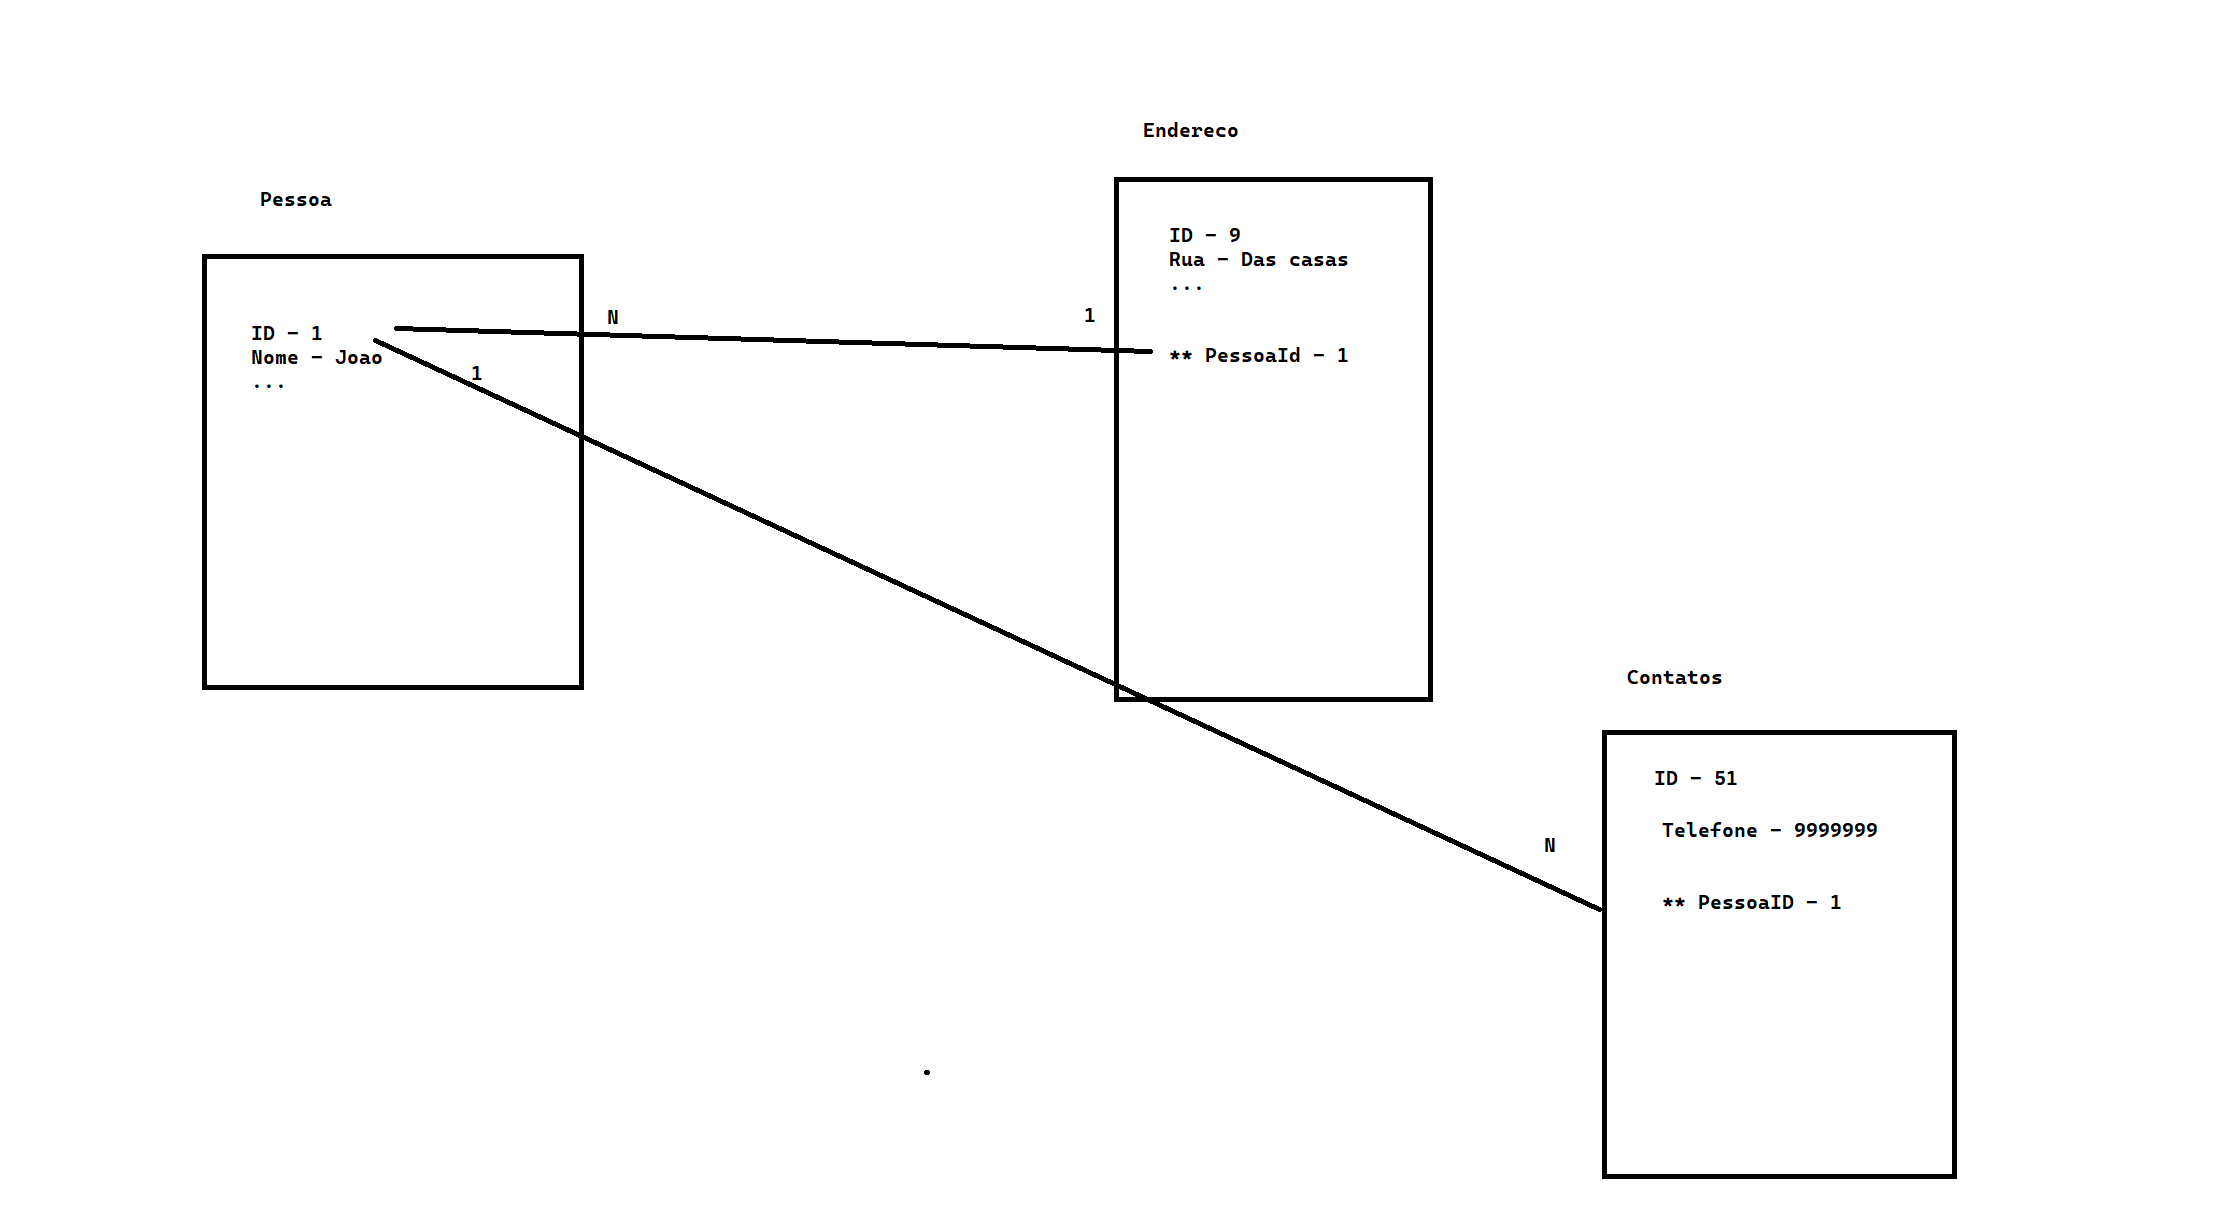 Endereco
Pessoa
ID - 9
Rua - Das casas
...
N
1
ID - 1
Nome - Joao
...
** PessoaId - 1
1
Contatos
ID - 51
Telefone - 9999999
N
** PessoaID - 1